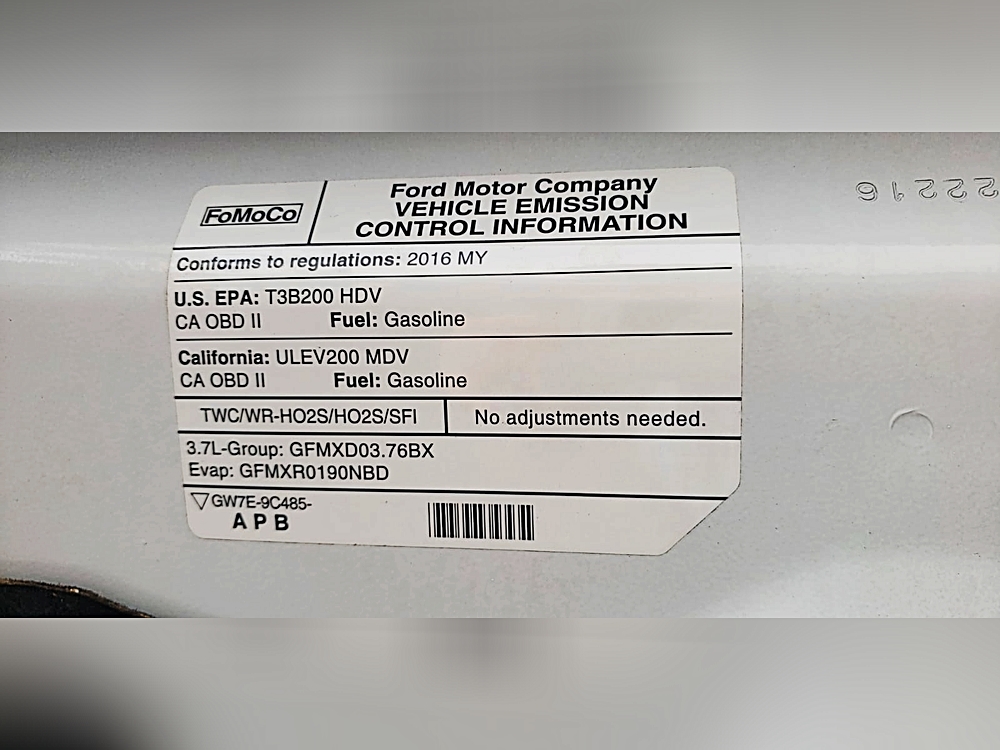 FoMoCo
Ford Motor Company
VEHICLE EMISSION
CONTROL INFORMATION
Conforms to regulations: 2016 MY
U.S. EPA: T3B200 HDV
CA OBD II Fuel: Gasoline
California: ULEV200 MDV
CA OBD II Fuel: Gasoline
TWC/WR-HO2S/HO2S/SFI No adjustments needed.
3.7L-Group: GFMXD03.76BX
Evap: GFMXR0190NBD
▽GW7E-9C485-
A P B